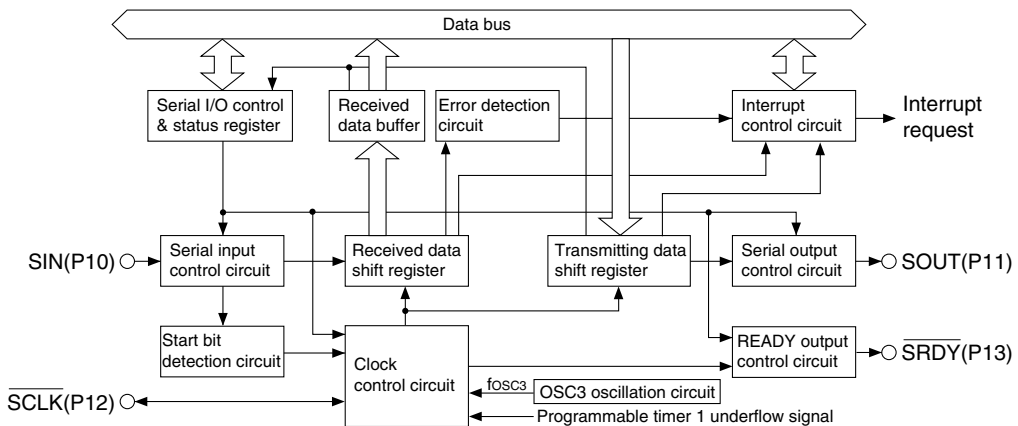 Data bus
Serial I/O control
& status register
Received
data buffer
Error detection
circuit
Interrupt
control circuit
Interrupt
request
SIN(P10)
Serial input
control circuit
Received data
shift register
Transmitting data
shift register
Serial output
control circuit
SOUT(P11)
Start bit
detection circuit
Clock
control circuit
READY output
control circuit
SRDY(P13)
SCLK(P12)
fOSC3
OSC3 oscillation circuit
Programmable timer 1 underflow signal